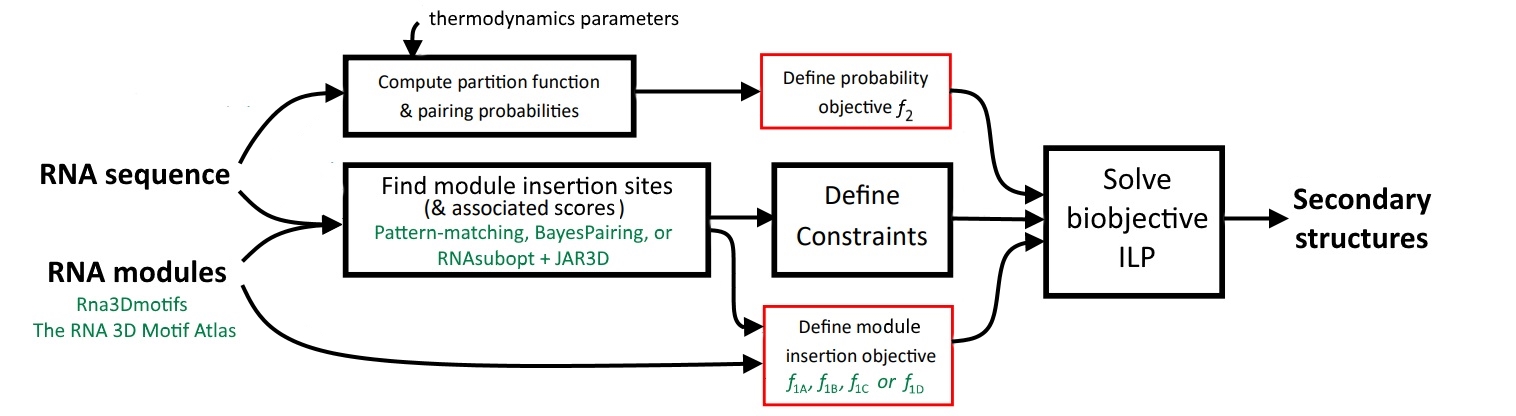 thermodynamics parameters
Compute partition function
& pairing probabilities
Define probability
objective f2
RNA sequence
RNA modules
Rna3Dmotifs
The RNA 3D Motif Atlas
Find module insertion sites
(& associated scores)
Pattern-matching, BayesPairing, or
RNAsubopt + JAR3D
Define
Constraints
Define module
insertion objective
f1A, f1B, f1C or f1D
Solve
biobjective
ILP
Secondary
structures